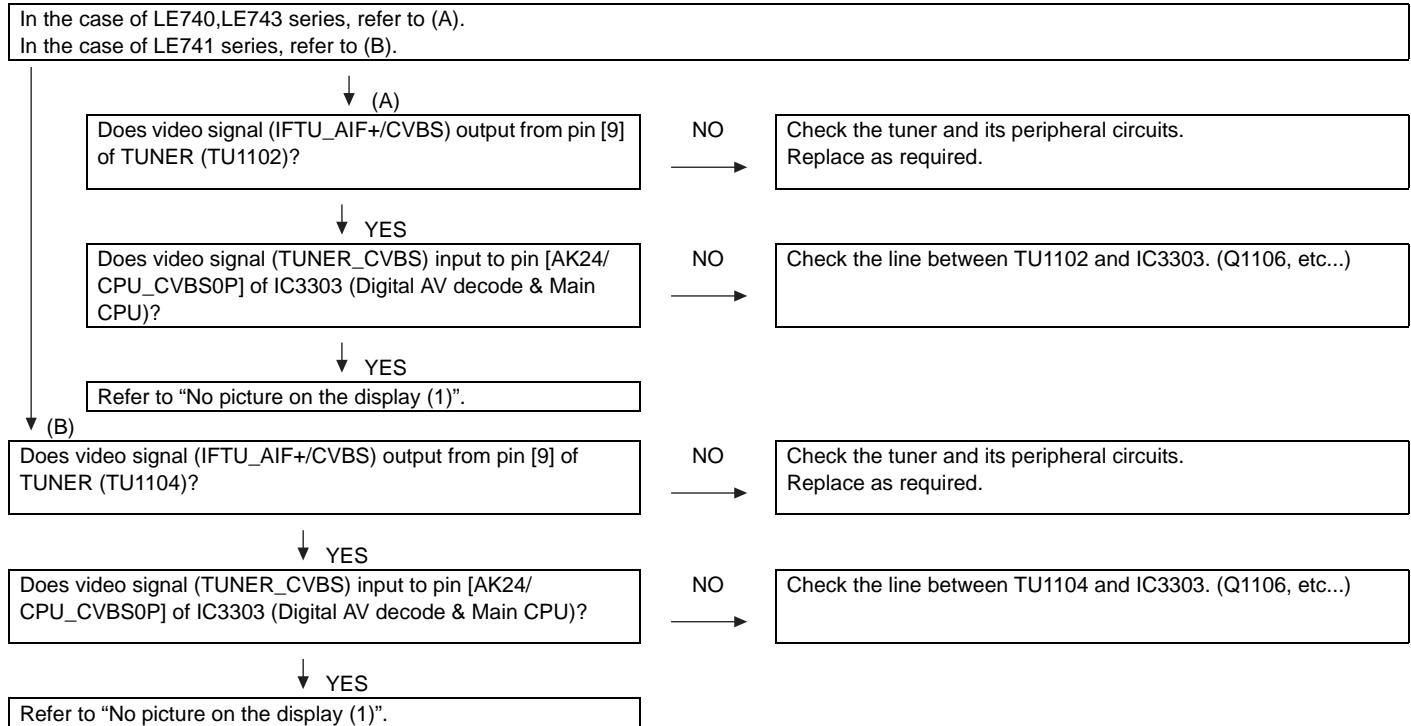 In the case of LE740,LE743 series, refer to (A).
In the case of LE741 series, refer to (B).
(A)
Does video signal (IFTU_AIF+/CVBS) output from pin [9]
of TUNER (TU1102)?
NO
Check the tuner and its peripheral circuits.
Replace as required.
YES
Does video signal (TUNER_CVBS) input to pin [AK24/
CPU_CVBS0P] of IC3303 (Digital AV decode & Main
CPU)?
NO
Check the line between TU1102 and IC3303. (Q1106, etc...)
YES
Refer to “No picture on the display (1)”.
(B)
Does video signal (IFTU_AIF+/CVBS) output from pin [9] of
TUNER (TU1104)?
NO
Check the tuner and its peripheral circuits.
Replace as required.
YES
Does video signal (TUNER_CVBS) input to pin [AK24/
CPU_CVBS0P] of IC3303 (Digital AV decode & Main CPU)?
NO
Check the line between TU1104 and IC3303. (Q1106, etc...)
YES
Refer to “No picture on the display (1)”.